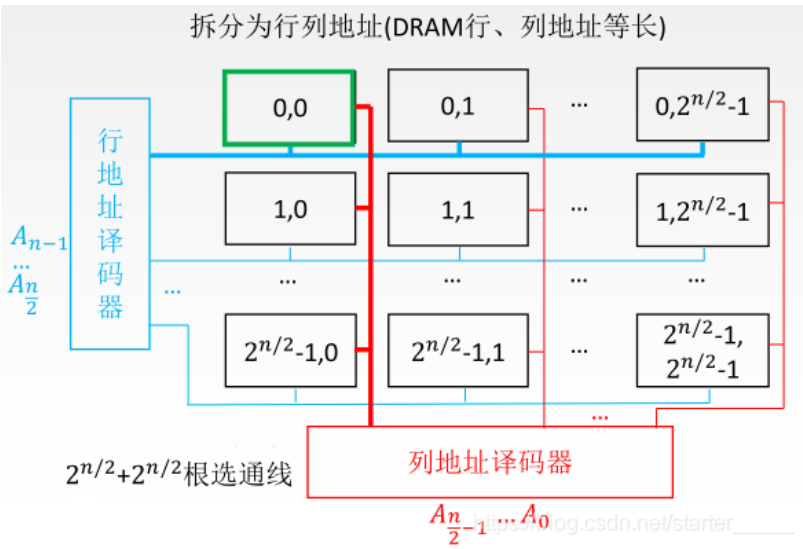 拆分为行列地址(DRAM行、列地址等长)
0,0
0,1
...
0,2^{n/2}-1
行地址译码器
1,0
1,1
...
1,2^{n/2}-1
A_{n-1}
...
A_{\frac{n}{2}}
...
...
...
...
...
2^{n/2}-1,0
2^{n/2}-1,1
...
2^{n/2}-1,
2^{n/2}-1
...
2^{n/2}+2^{n/2}根选通线
列地址译码器
A_{\frac{n}{2}-1} ...A_0
https://blog.csdn.net/starter_____